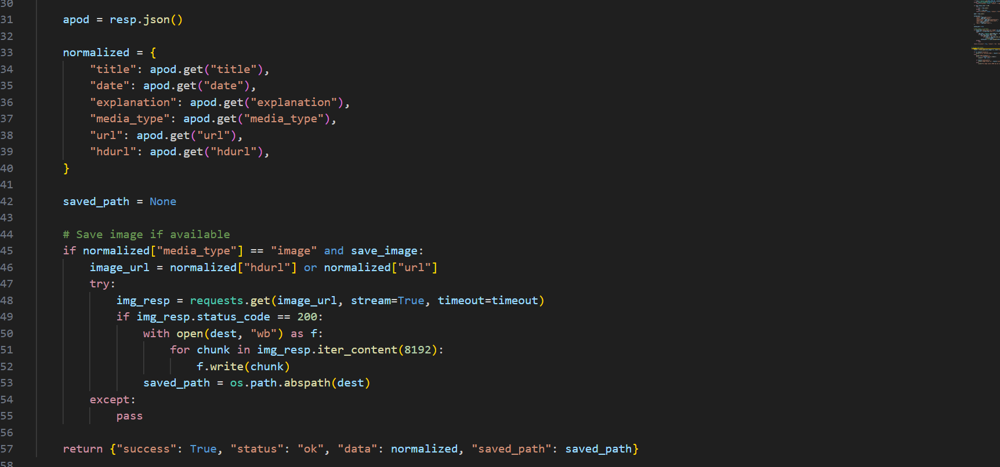 30
31 apod = resp.json()
32
33 normalized = {
34 "title": apod.get("title"),
35 "date": apod.get("date"),
36 "explanation": apod.get("explanation"),
37 "media_type": apod.get("media_type"),
38 "url": apod.get("url"),
39 "hdurl": apod.get("hdurl"),
40 }
41
42 saved_path = None
43
44 # Save image if available
45 if normalized["media_type"] == "image" and save_image:
46 image_url = normalized["hdurl"] or normalized["url"]
47 try:
48 img_resp = requests.get(image_url, stream=True, timeout=timeout)
49 if img_resp.status_code == 200:
50 with open(dest, "wb") as f:
51 for chunk in img_resp.iter_content(8192):
52 f.write(chunk)
53 saved_path = os.path.abspath(dest)
54 except:
55 pass
56
57 return {"success": True, "status": "ok", "data": normalized, "saved_path": saved_path}
58